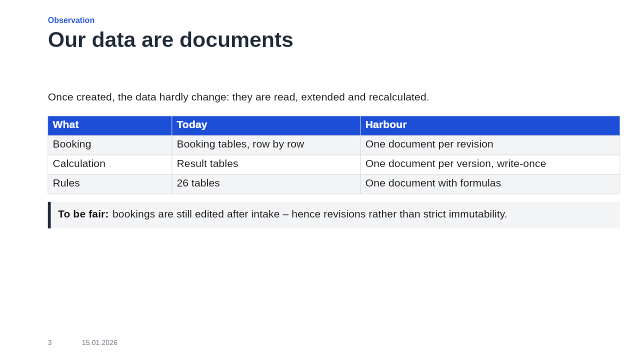 Observation
Our data are documents
Once created, the data hardly change: they are read, extended and recalculated.
What Today Harbour
Booking Booking tables, row by row One document per revision
Calculation Result tables One document per version, write-once
Rules 26 tables One document with formulas
To be fair: bookings are still edited after intake – hence revisions rather than strict immutability.
3 15.01.2026